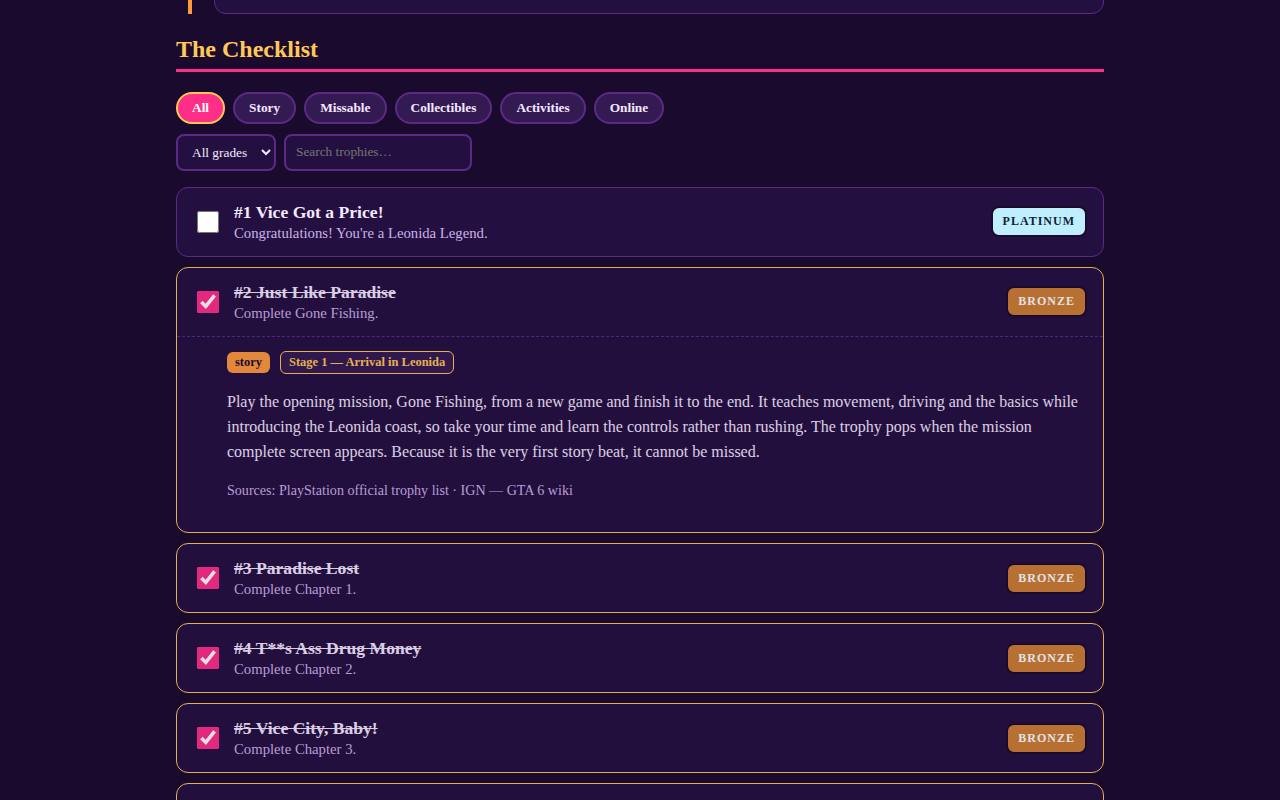 The Checklist
All Story Missable Collectibles Activities Online
All grades Search trophies…
#1 Vice Got a Price!
Congratulations! You're a Leonida Legend.
PLATINUM
#2 Just Like Paradise
Complete Gone Fishing.
BRONZE
story Stage 1 — Arrival in Leonida
Play the opening mission, Gone Fishing, from a new game and finish it to the end. It teaches movement, driving and the basics while
introducing the Leonida coast, so take your time and learn the controls rather than rushing. The trophy pops when the mission
complete screen appears. Because it is the very first story beat, it cannot be missed.
Sources: PlayStation official trophy list · IGN — GTA 6 wiki
#3 Paradise Lost
Complete Chapter 1.
BRONZE
#4 T**s Ass Drug Money
Complete Chapter 2.
BRONZE
#5 Vice City, Baby!
Complete Chapter 3.
BRONZE